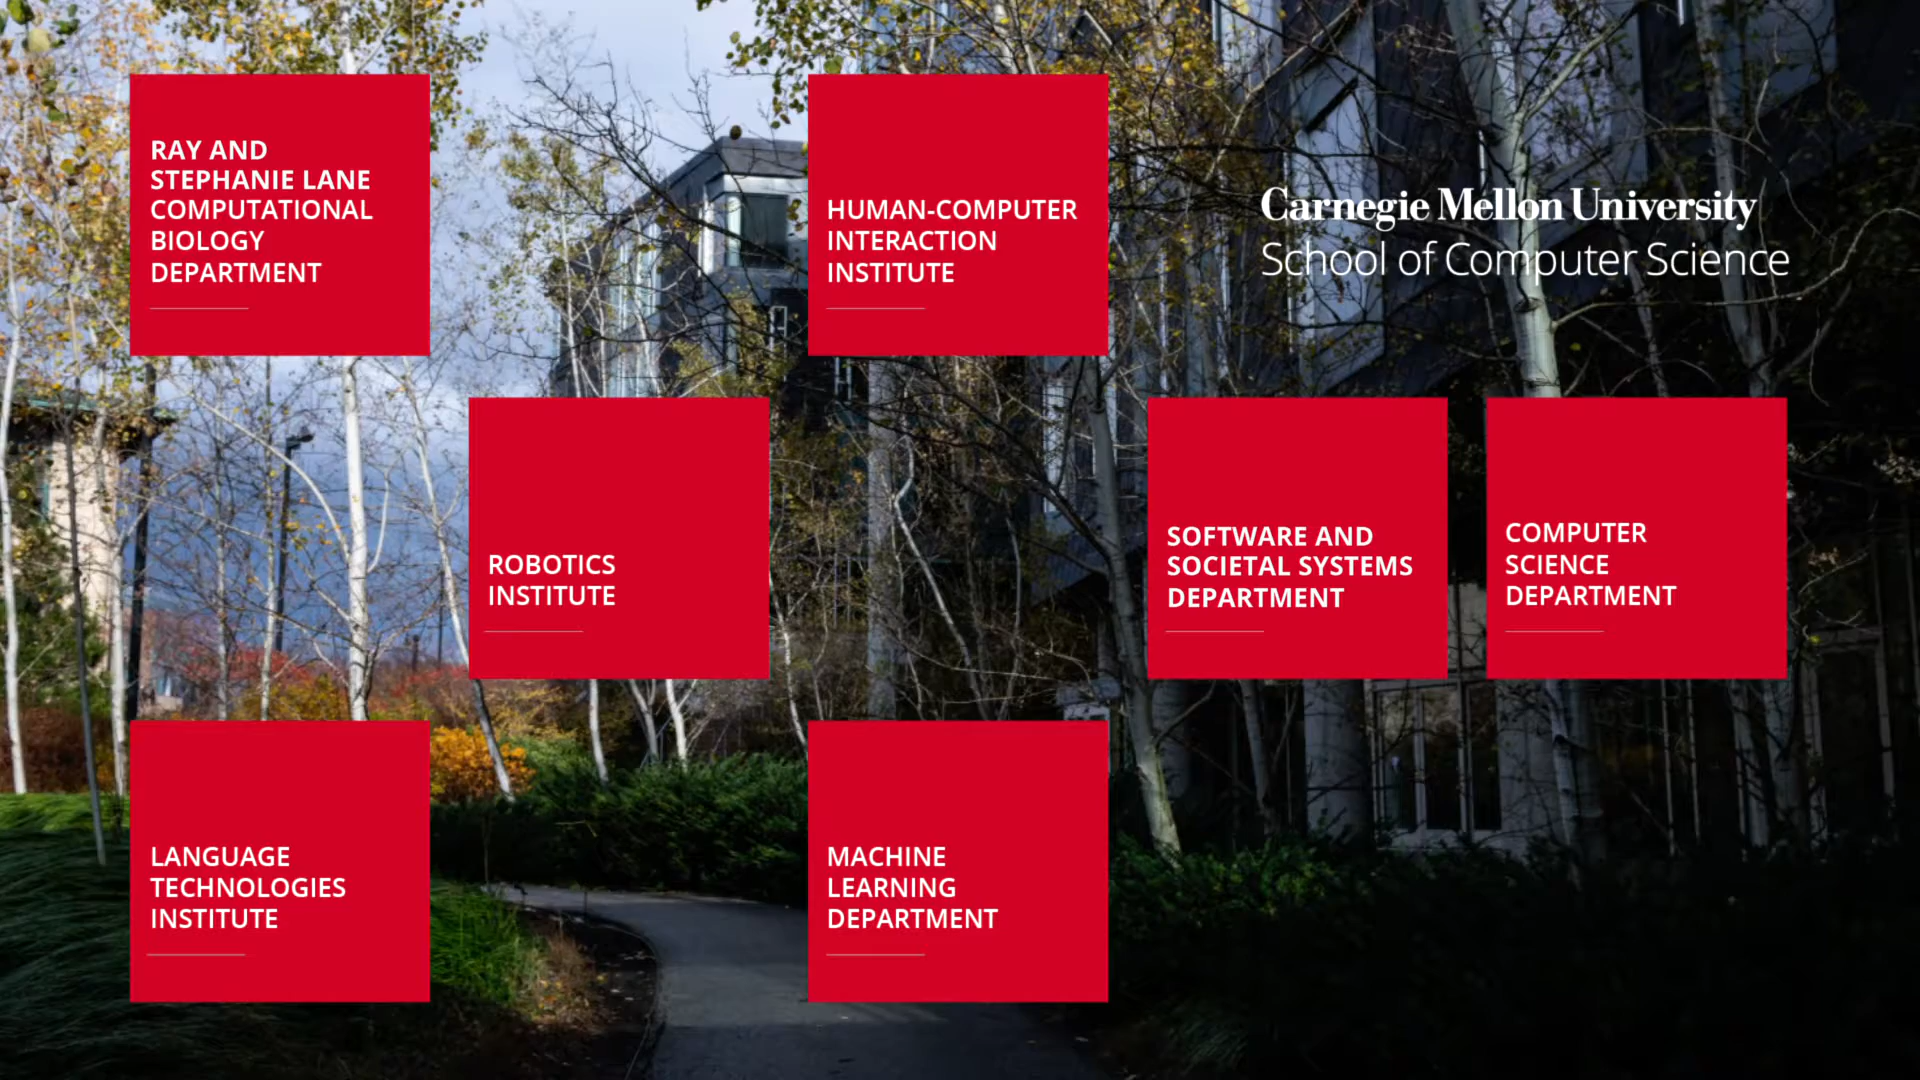 RAY AND
STEPHANIE LANE
COMPUTATIONAL
BIOLOGY
DEPARTMENT
HUMAN-COMPUTER
INTERACTION
INSTITUTE
Carnegie Mellon University
School of Computer Science
ROBOTICS
INSTITUTE
SOFTWARE AND
SOCIETAL SYSTEMS
DEPARTMENT
COMPUTER
SCIENCE
DEPARTMENT
LANGUAGE
TECHNOLOGIES
INSTITUTE
MACHINE
LEARNING
DEPARTMENT